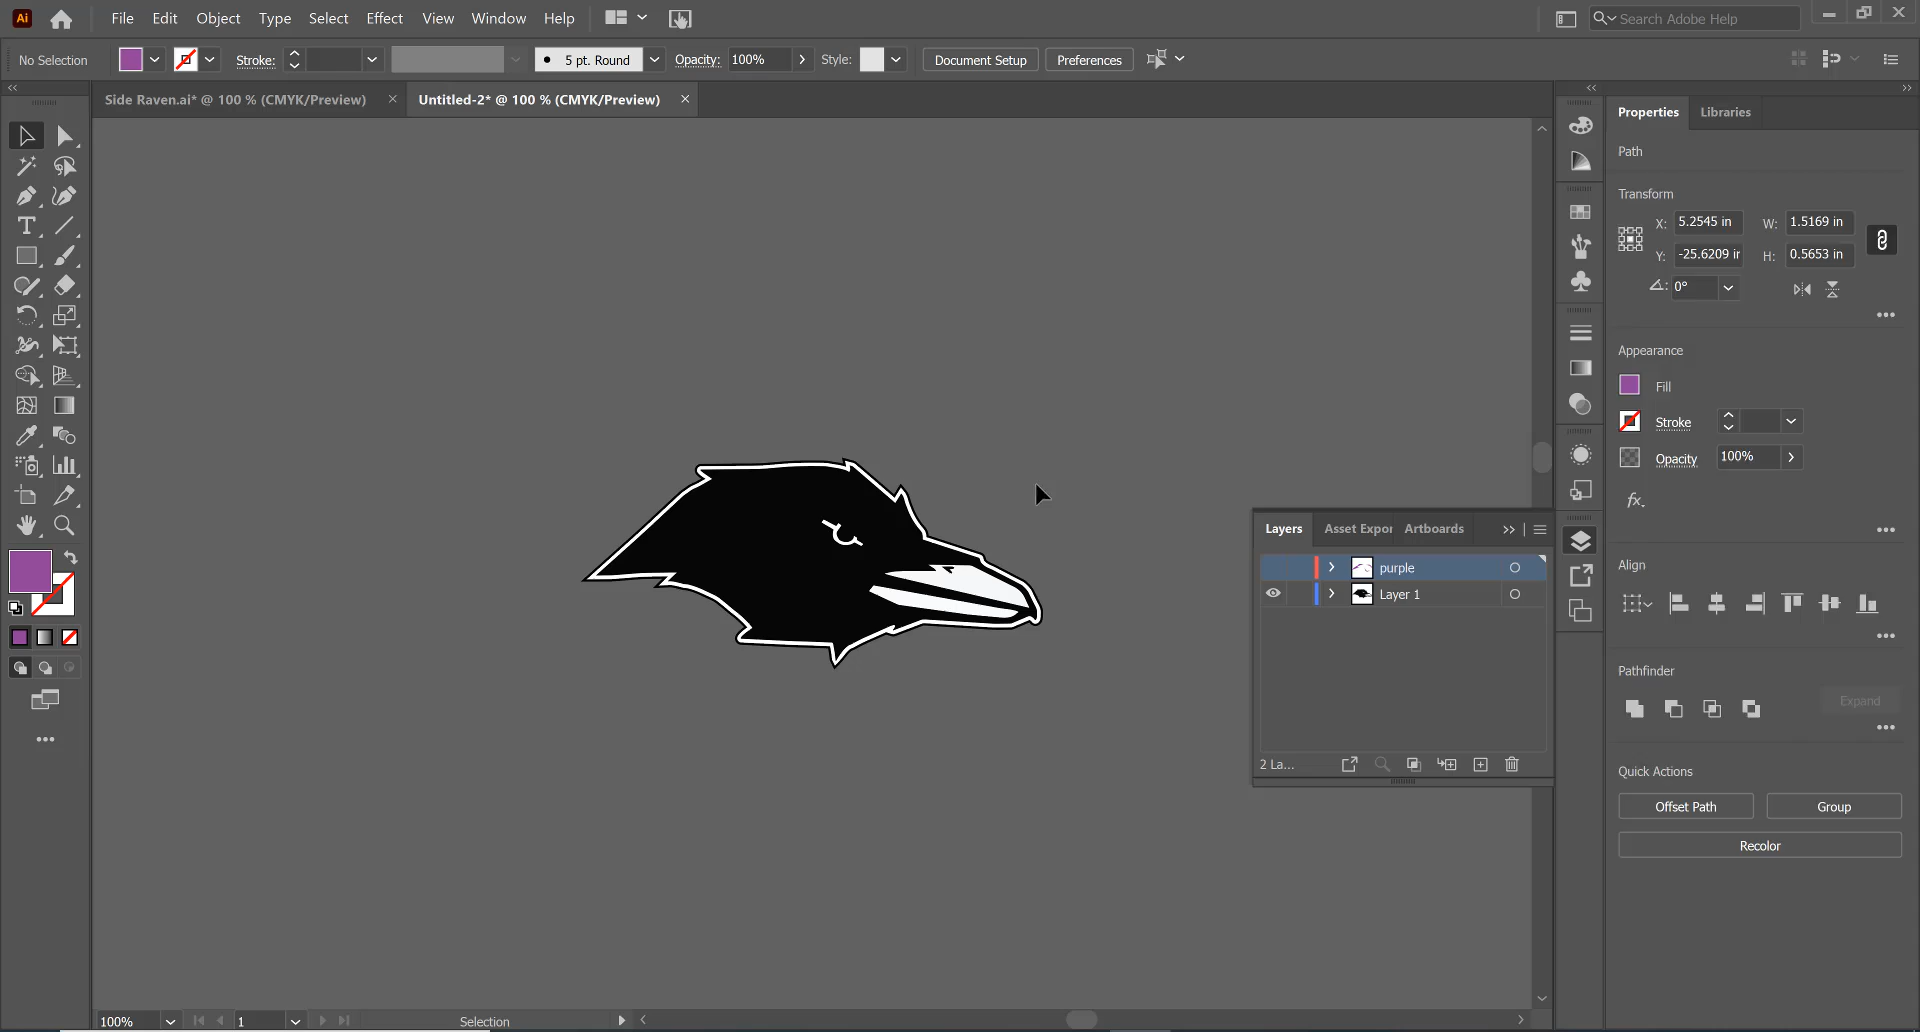 Ai File Edit Object Type Select Effect View Window Help Search Adobe Help
No Selection Stroke: 5 pt. Round Opacity: 100% Style: Document Setup Preferences
Side Raven.ai* @ 100 % (CMYK/Preview) Untitled-2* @ 100 % (CMYK/Preview)
Properties Libraries
Path
Transform
X: 5.2545 in W: 1.5169 in
Y: -25.6209 ir H: 0.5653 in
0°
Appearance
Fill
Stroke
Opacity 100%
fx.
Layers Asset Expor Artboards
purple
Layer 1
2 La...
Align
Pathfinder
Expand
Quick Actions
Offset Path Group
Recolor
100% 1 Selection